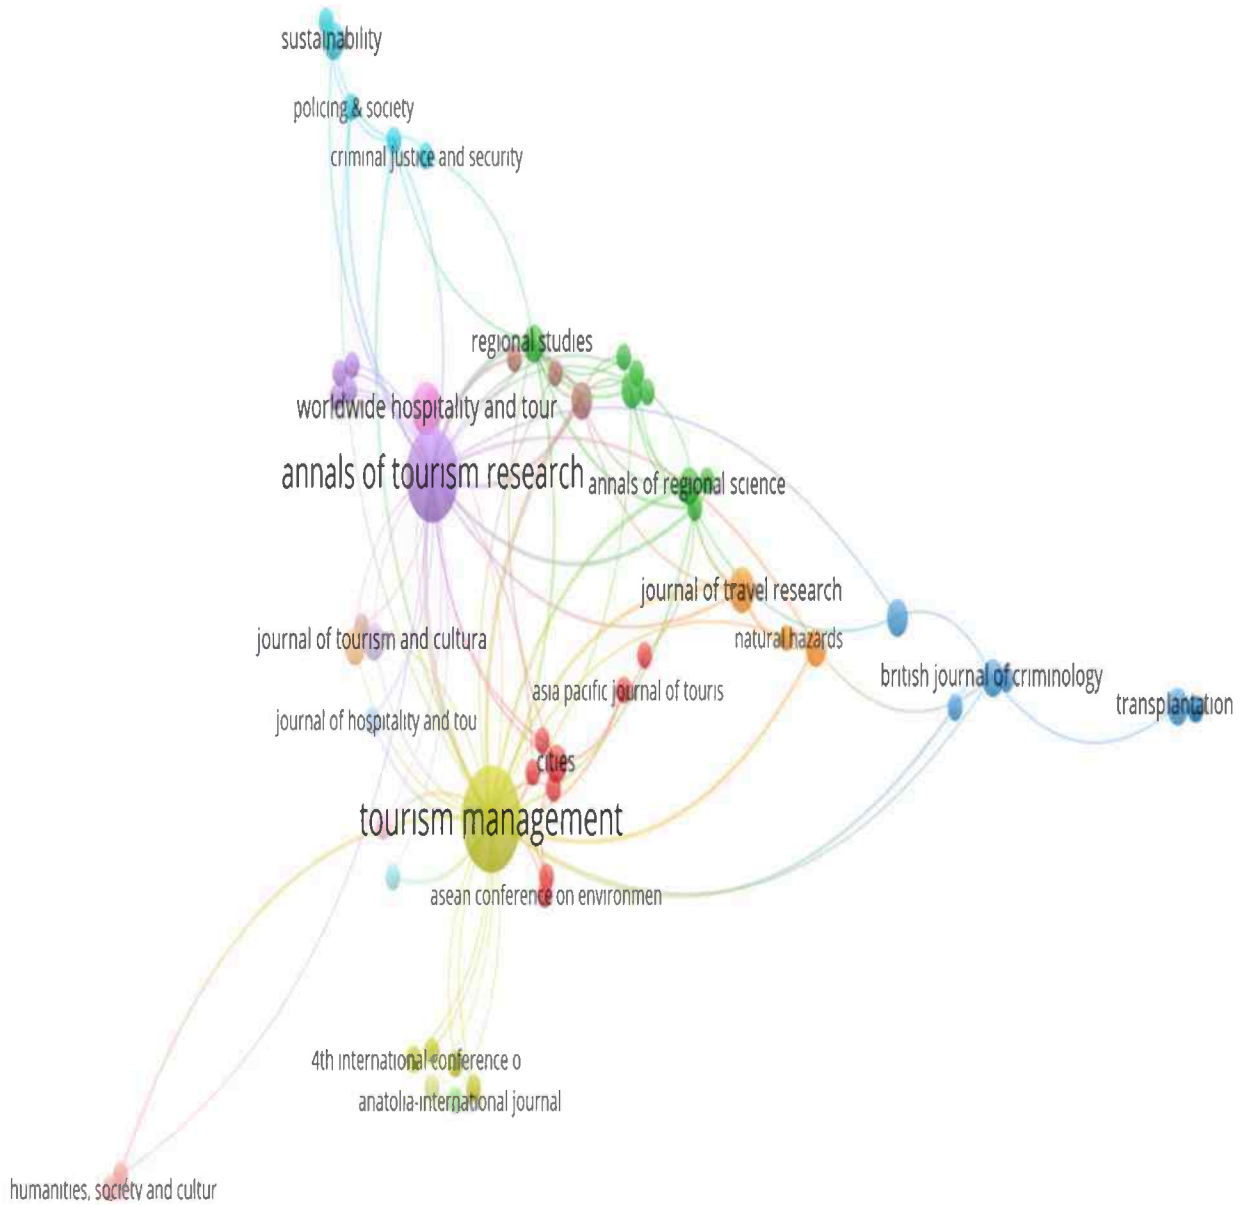 sustainability
policing & society
criminal justice and security
regional studies
worldwide hospitality and tour
annals of tourism research
annals of regional science
journal of travel research
natural hazards
journal of tourism and cultura
british journal of criminology
asia pacific journal of touris
transplantation
journal of hospitality and tou
cities
tourism management
asean conference on environmen
4th international conference o
anatolia-international journal
humanities, society and cultur